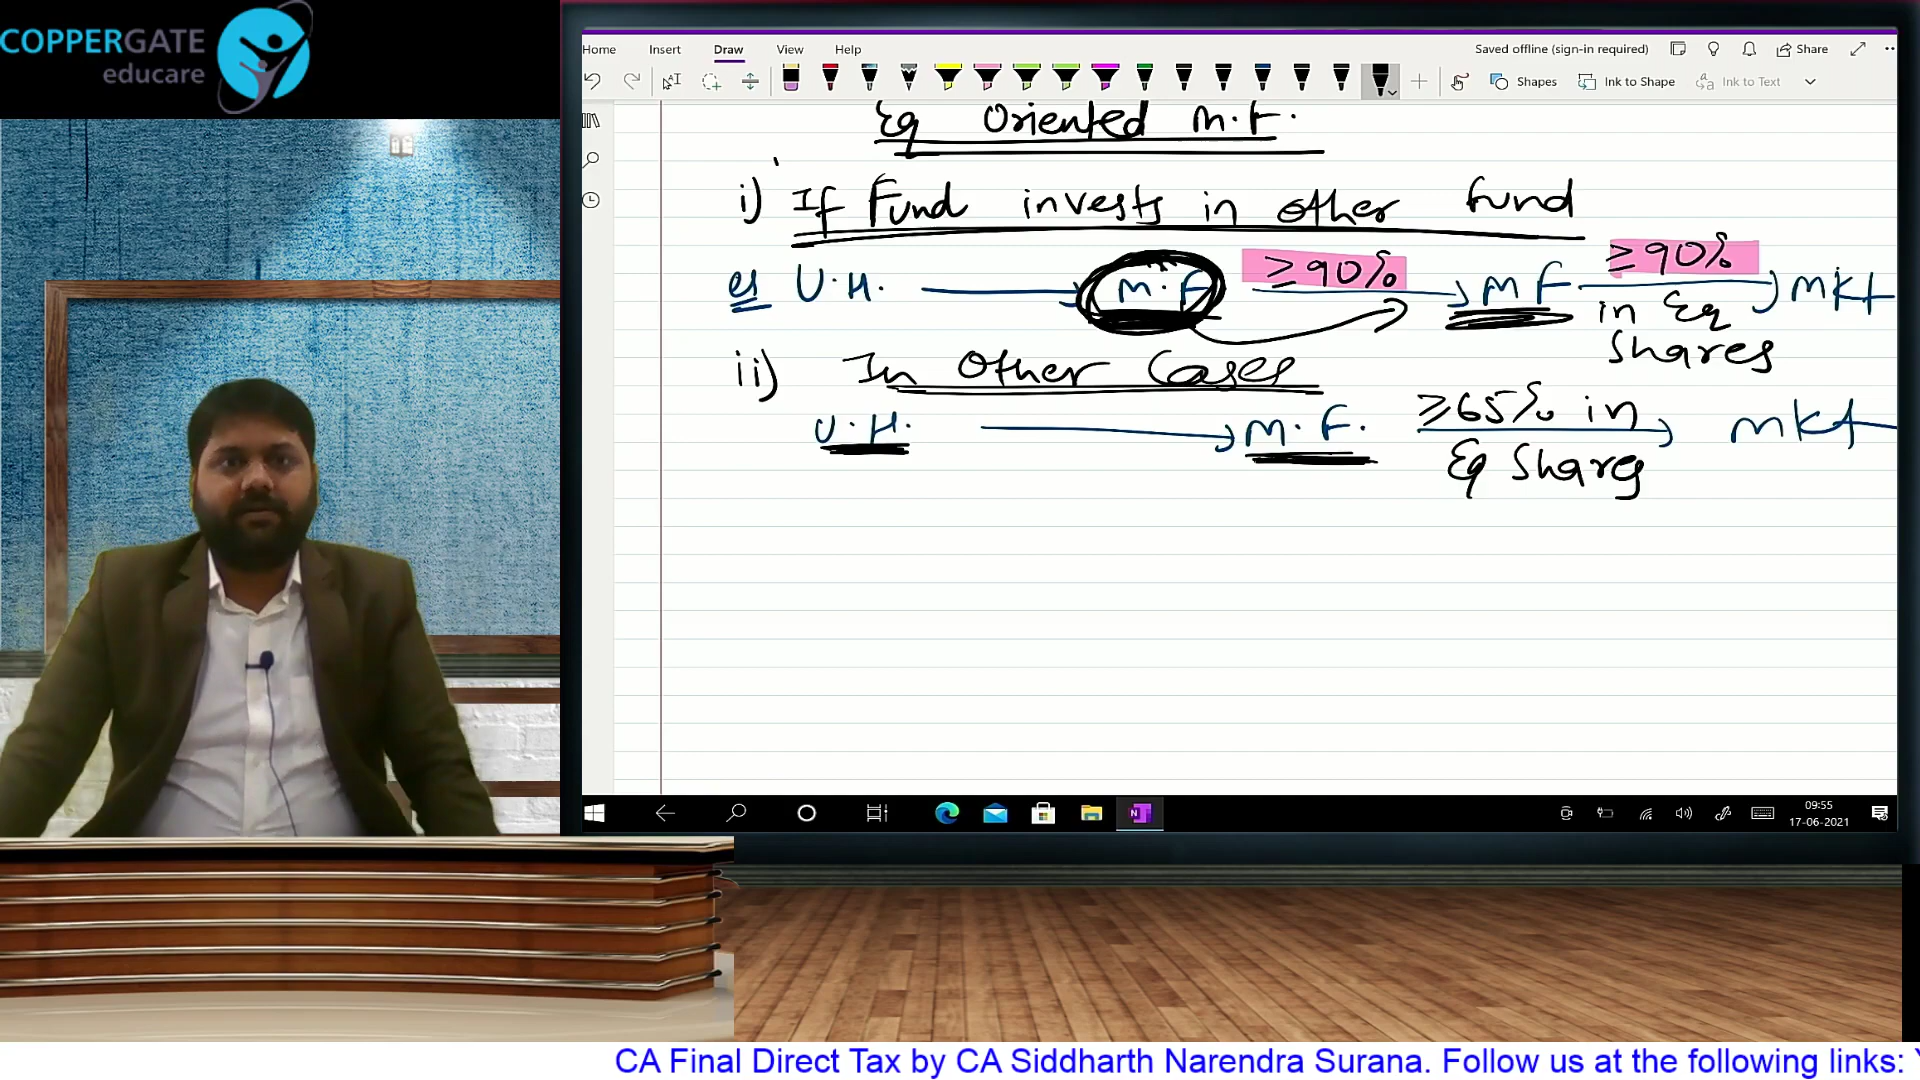 COPPERGATE
educare
Home Insert Draw View Help
Saved offline (sign-in required) Share
Shapes Ink to Shape Ink to Text
Eq Oriented M.F.
i) If Fund invests in other fund
eg U.H. M.F ≥90% MF ≥90% mkt
in Eq
Shares
ii) In Other Cases
U.H. M.F. ≥65% in mkt
Eq Shares
09:55
17-06-2021
CA Final Direct Tax by CA Siddharth Narendra Surana. Follow us at the following links: